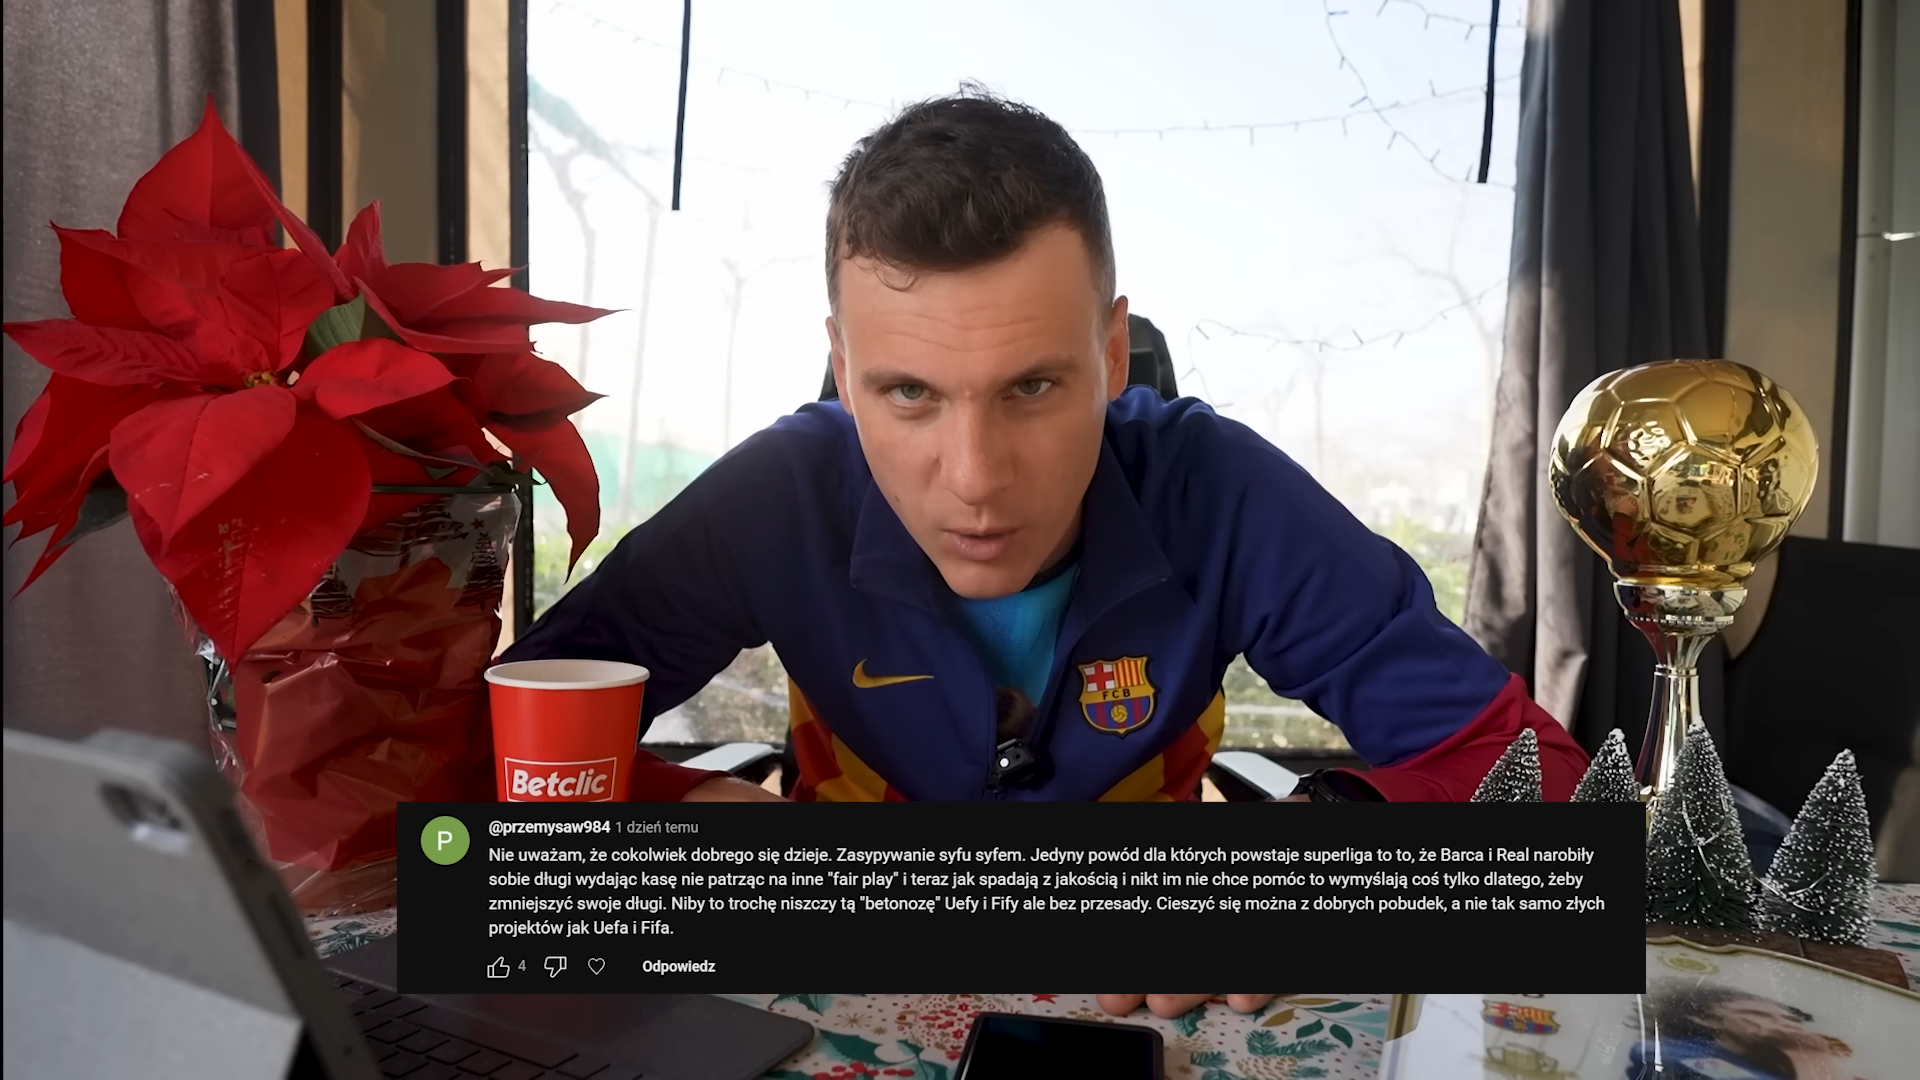 Betclic
FCB
P
@przemysaw984 1 dzień temu
Nie uważam, że cokolwiek dobrego się dzieje. Zasypywanie syfu syfem. Jedyny powód dla których powstaje superliga to to, że Barca i Real narobiły
sobie długi wydając kasę nie patrząc na inne "fair play" i teraz jak spadają z jakością i nikt im nie chce pomóc to wymyślają coś tylko dlatego, żeby
zmniejszyć swoje długi. Niby to trochę niszczy tą "betonozę" Uefy i Fify ale bez przesady. Cieszyć się można z dobrych pobudek, a nie tak samo złych
projektów jak Uefa i Fifa.
4 Odpowiedz